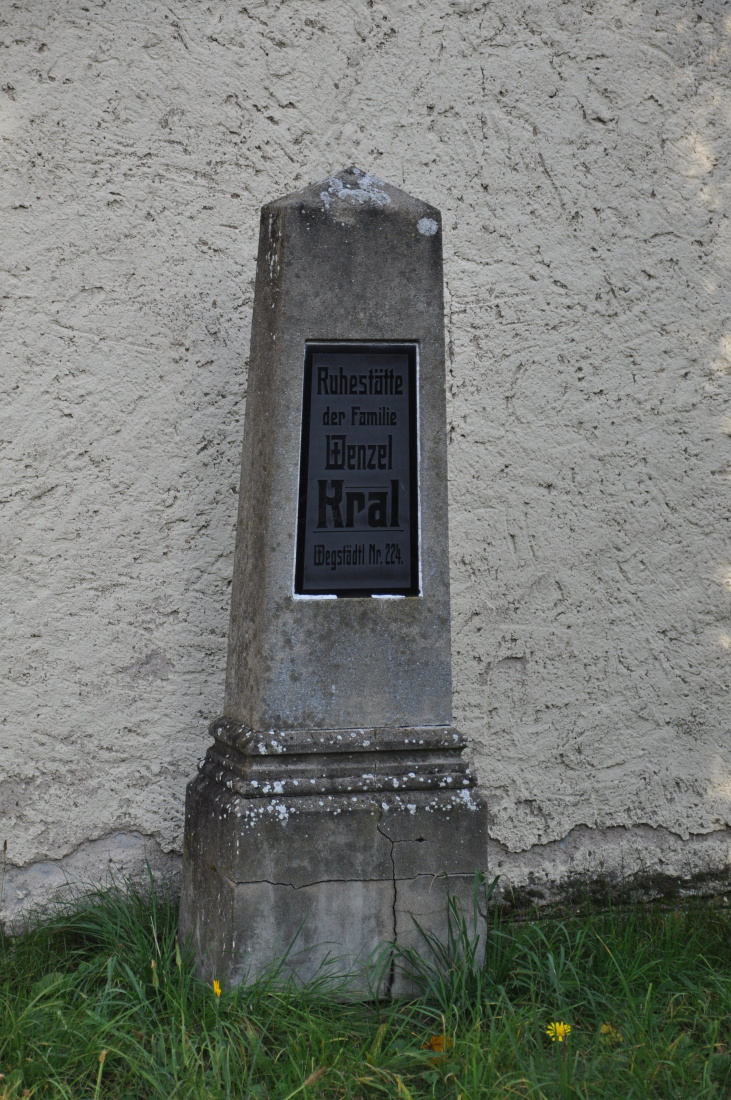 Ruhestätte
der Familie
Wenzel
Kral
Wegstädtl Nr. 224.